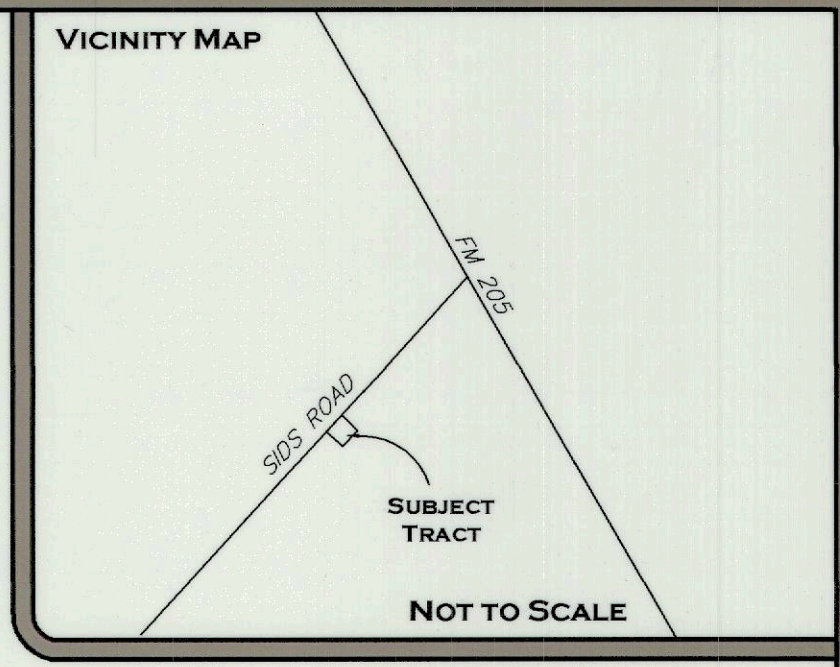 VICINITY MAP
FM 205
SIDS ROAD
SUBJECT
TRACT
NOT TO SCALE